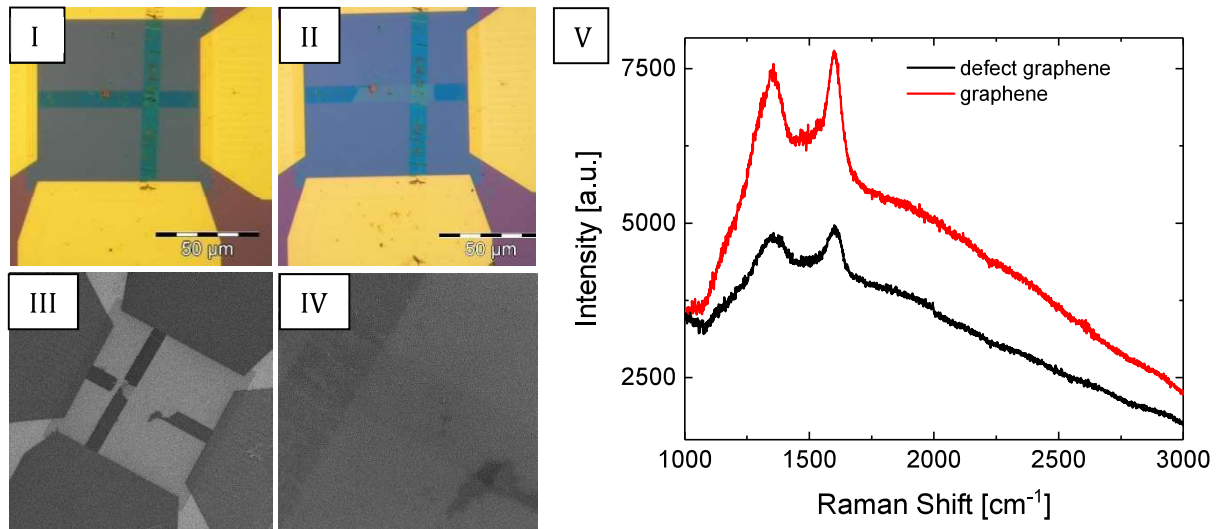 I
II
50 µm
50 µm
III
IV
V
7500
5000
2500
Intensity [a.u.]
defect graphene
graphene
1000 1500 2000 2500 3000
Raman Shift [cm⁻¹]